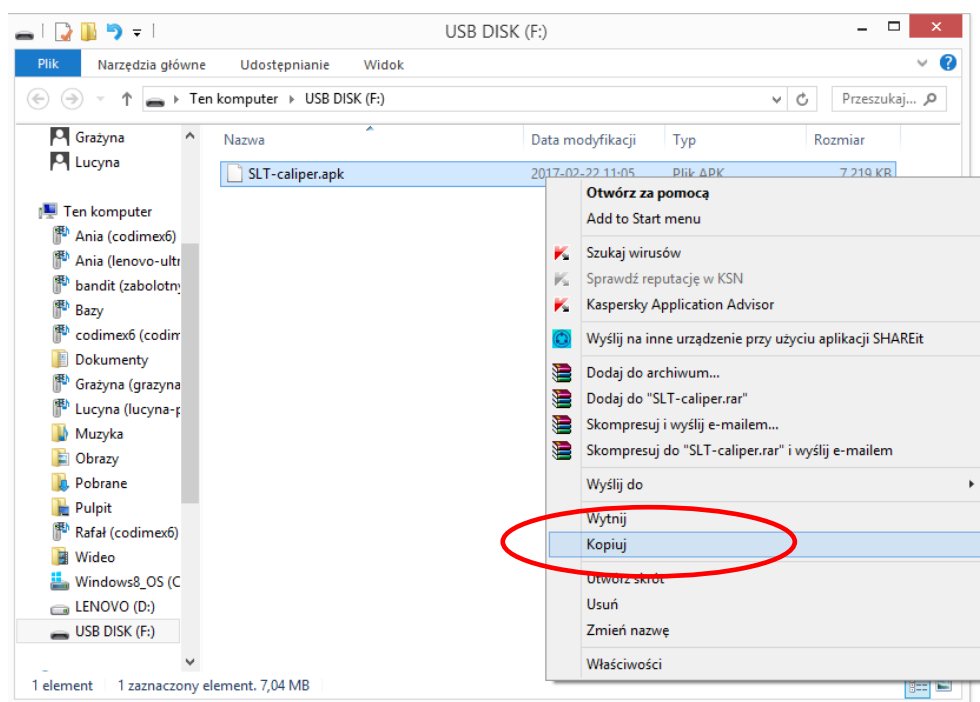 USB DISK (F:)
Plik Narzędzia główne Udostępnianie Widok
Ten komputer USB DISK (F:) Przeszukaj...
Grażyna
Lucyna
Ten komputer
Ania (codimex6)
Ania (lenovo-ultr
bandit (zabolotny
Bazy
codimex6 (codim
Dokumenty
Grażyna (grazyna
Lucyna (lucyna-p
Muzyka
Obrazy
Pobrane
Pulpit
Rafał (codimex6)
Wideo
Windows8_OS (C
LENOVO (D:)
USB DISK (F:)
Nazwa Data modyfikacji Typ Rozmiar
SLT-caliper.apk 2017-02-22 11:05 Plik APK 7 219 KB
Otwórz za pomocą
Add to Start menu
Szukaj wirusów
Sprawdź reputację w KSN
Kaspersky Application Advisor
Wyślij na inne urządzenie przy użyciu aplikacji SHAREit
Dodaj do archiwum...
Dodaj do "SLT-caliper.rar"
Skompresuj i wyślij e-mailem...
Skompresuj do "SLT-caliper.rar" i wyślij e-mailem
Wyślij do
Wytnij
Kopiuj
Utwórz skrót
Usuń
Zmień nazwę
Właściwości
1 element 1 zaznaczony element. 7,04 MB